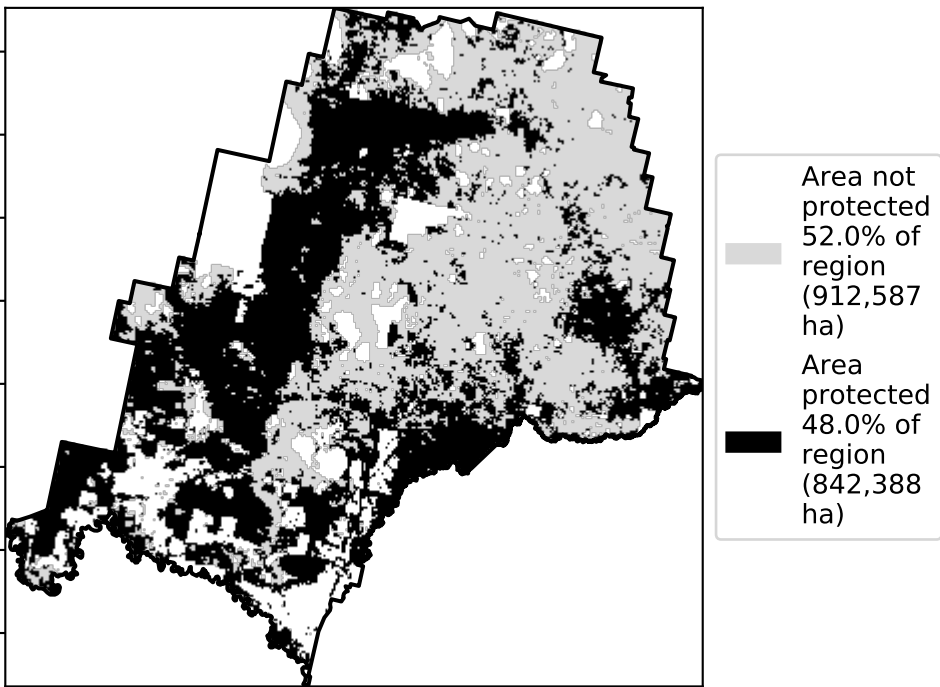 Area not
protected
52.0% of
region
(912,587
ha)
Area
protected
48.0% of
region
(842,388
ha)